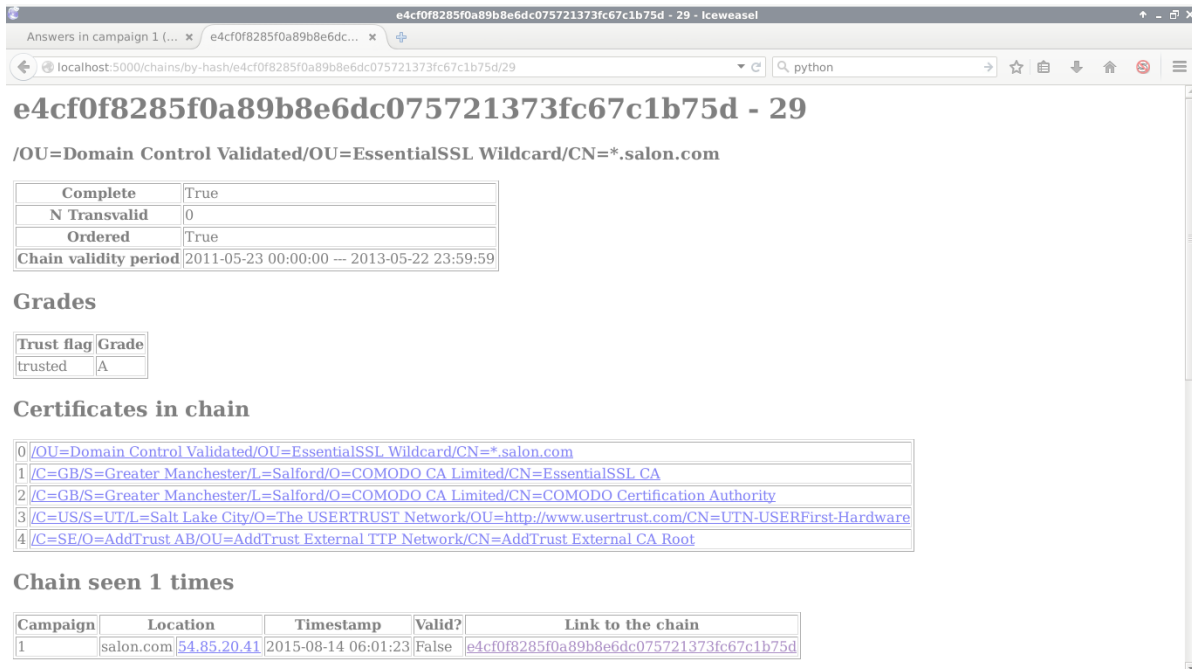 e4cf0f8285f0a89b8e6dc075721373fc67c1b75d - 29 - Iceweasel
Answers in campaign 1 (... × e4cf0f8285f0a89b8e6dc... ×
localhost:5000/chains/by-hash/e4cf0f8285f0a89b8e6dc075721373fc67c1b75d/29 python
e4cf0f8285f0a89b8e6dc075721373fc67c1b75d - 29
/OU=Domain Control Validated/OU=EssentialSSL Wildcard/CN=*.salon.com
Complete True
N Transvalid 0
Ordered True
Chain validity period 2011-05-23 00:00:00 --- 2013-05-22 23:59:59
Grades
Trust flag Grade
trusted A
Certificates in chain
0 /OU=Domain Control Validated/OU=EssentialSSL Wildcard/CN=*.salon.com
1 /C=GB/S=Greater Manchester/L=Salford/O=COMODO CA Limited/CN=EssentialSSL CA
2 /C=GB/S=Greater Manchester/L=Salford/O=COMODO CA Limited/CN=COMODO Certification Authority
3 /C=US/S=UT/L=Salt Lake City/O=The USERTRUST Network/OU=http://www.usertrust.com/CN=UTN-USERFirst-Hardware
4 /C=SE/O=AddTrust AB/OU=AddTrust External TTP Network/CN=AddTrust External CA Root
Chain seen 1 times
Campaign Location Timestamp Valid? Link to the chain
1 salon.com 54.85.20.41 2015-08-14 06:01:23 False e4cf0f8285f0a89b8e6dc075721373fc67c1b75d